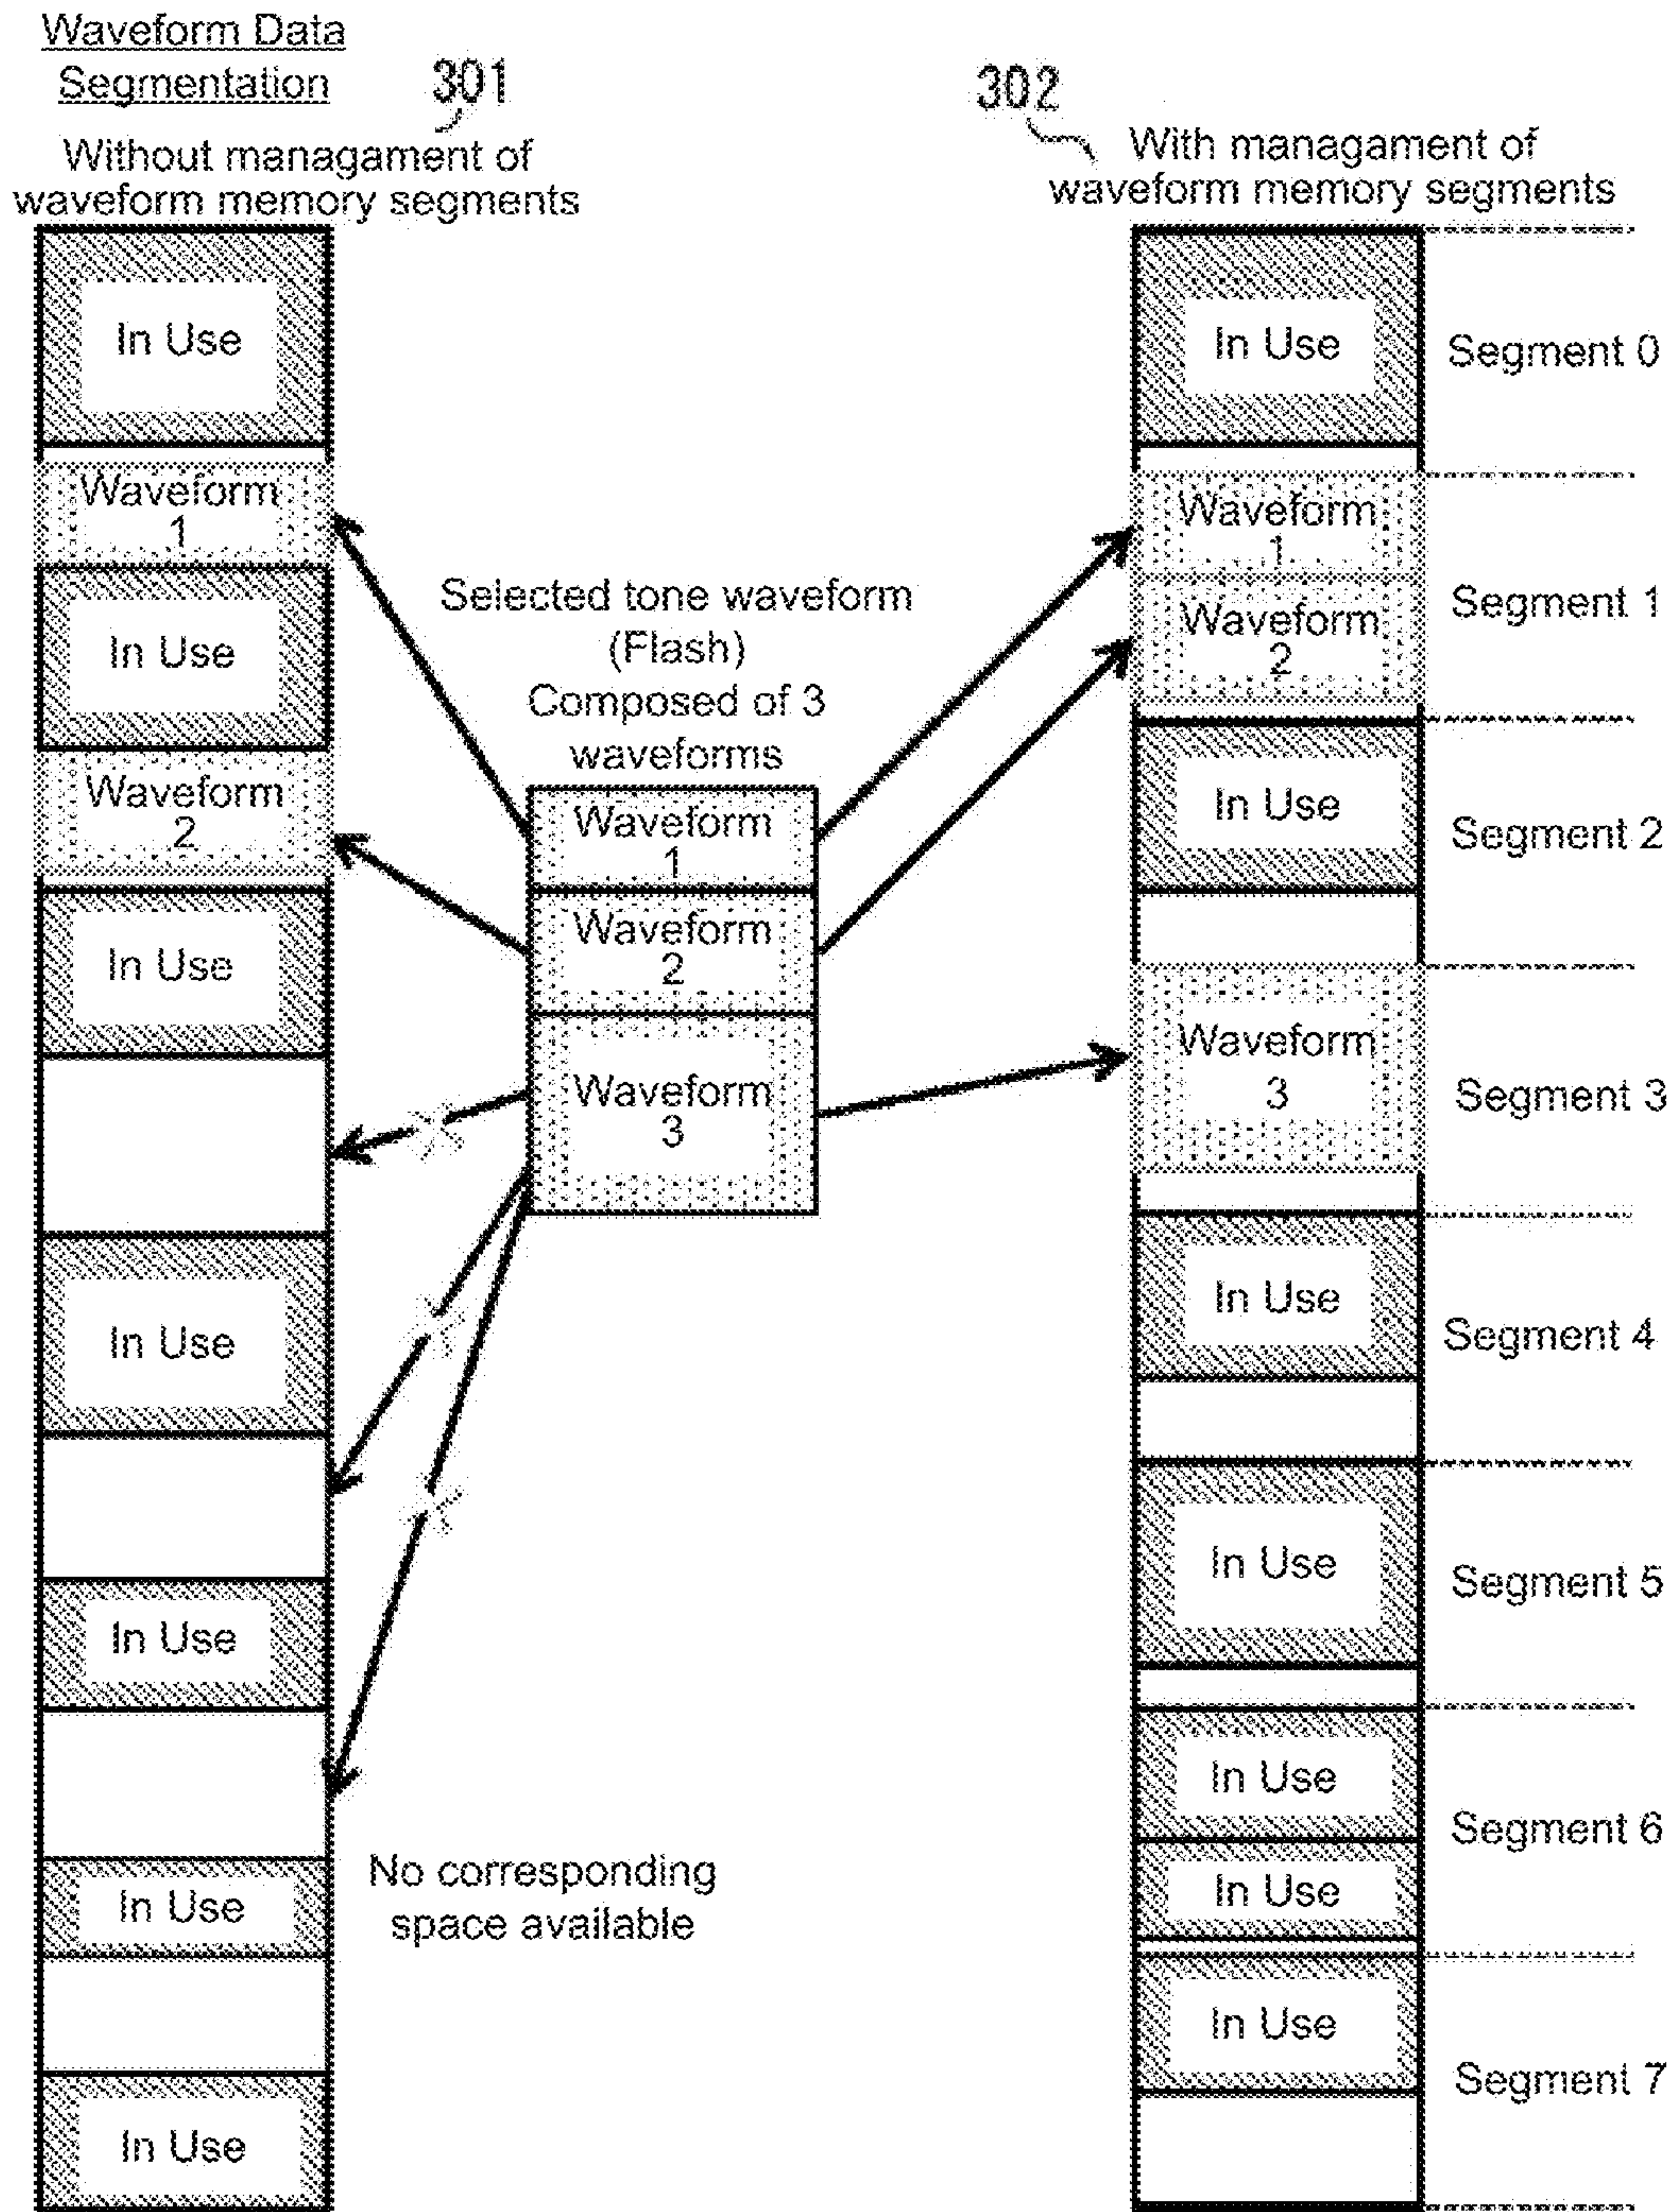 Waveform Data
Segmentation
301
Without managament of
waveform memory segments
In Use
Waveform
1
In Use
Waveform
2
In Use
In Use
In Use
In Use
In Use
Selected tone waveform
(Flash)
Composed of 3
waveforms
Waveform
1
Waveform
2
Waveform
3
No corresponding
space available
302
With managament of
waveform memory segments
In Use
Segment 0
Waveform
1
Waveform
2
Segment 1
In Use
Segment 2
Waveform
3
Segment 3
In Use
Segment 4
In Use
Segment 5
In Use
In Use
Segment 6
In Use
Segment 7